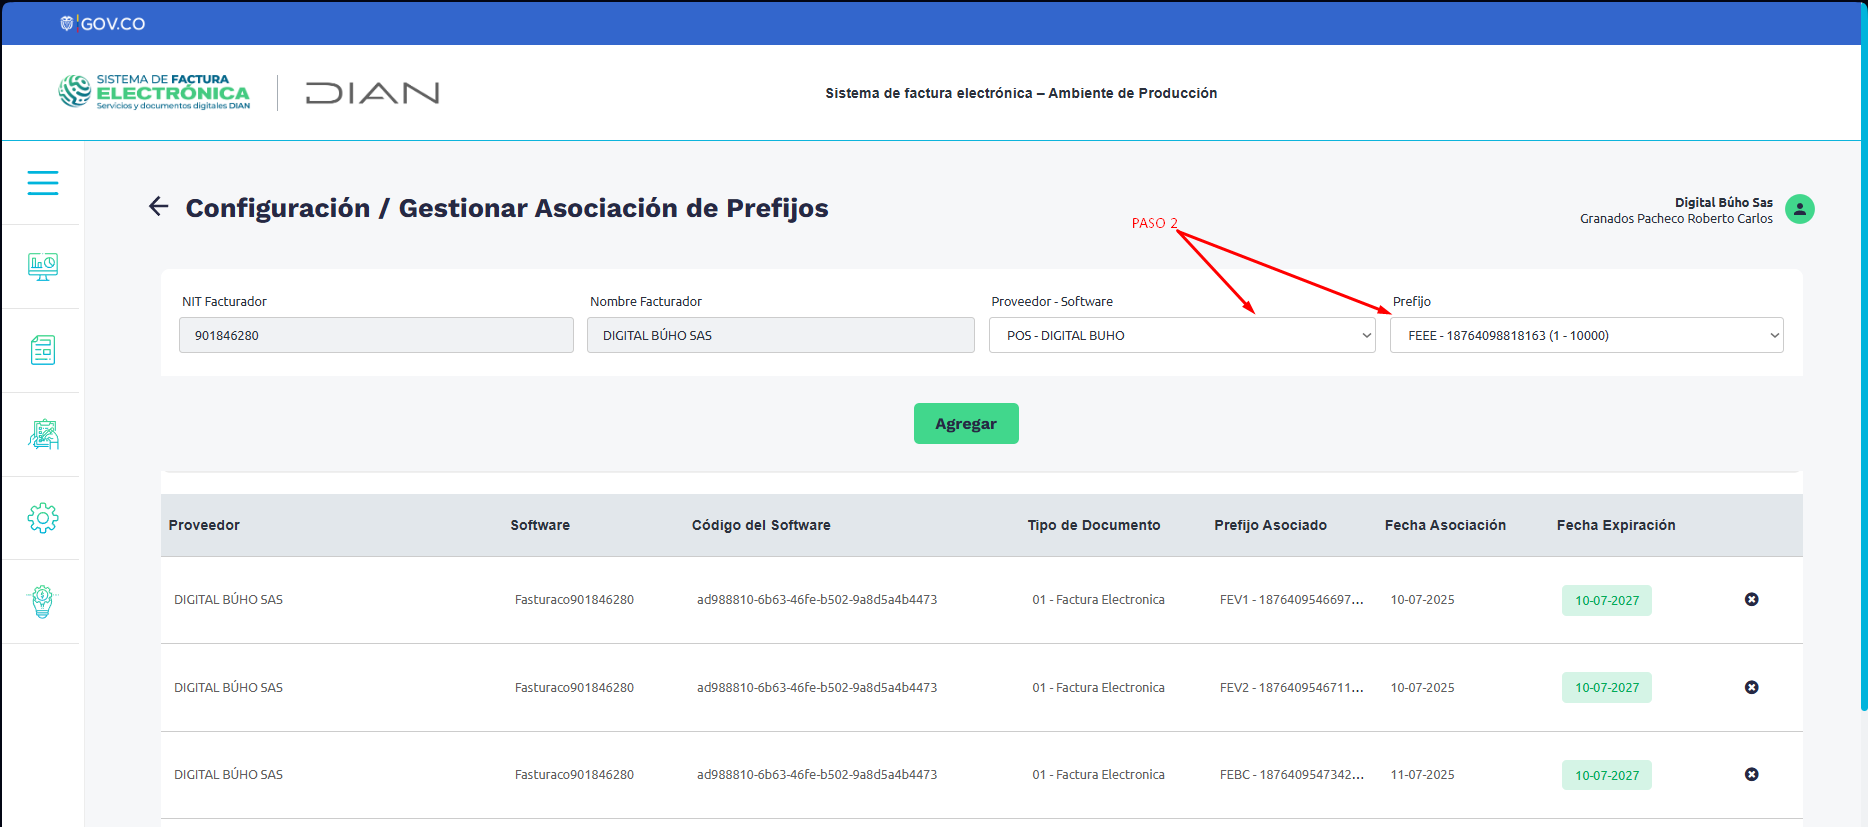 GOV.CO
SISTEMA DE FACTURA
ELECTRÓNICA
Servicios y documentos digitales DIAN
DIAN
Sistema de factura electrónica – Ambiente de Producción
Configuración / Gestionar Asociación de Prefijos
Digital Búho Sas
Granados Pacheco Roberto Carlos
PASO 2
NIT Facturador Nombre Facturador Proveedor - Software Prefijo
901846280 DIGITAL BÚHO SAS POS - DIGITAL BUHO FEEE - 18764098818163 (1 - 10000)
Agregar
Proveedor Software Código del Software Tipo de Documento Prefijo Asociado Fecha Asociación Fecha Expiración
DIGITAL BÚHO SAS Fasturaco901846280 ad988810-6b63-46fe-b502-9a8d5a4b4473 01 - Factura Electronica FEV1 - 1876409546697... 10-07-2025 10-07-2027
DIGITAL BÚHO SAS Fasturaco901846280 ad988810-6b63-46fe-b502-9a8d5a4b4473 01 - Factura Electronica FEV2 - 1876409546711... 10-07-2025 10-07-2027
DIGITAL BÚHO SAS Fasturaco901846280 ad988810-6b63-46fe-b502-9a8d5a4b4473 01 - Factura Electronica FEBC - 1876409547342... 11-07-2025 10-07-2027